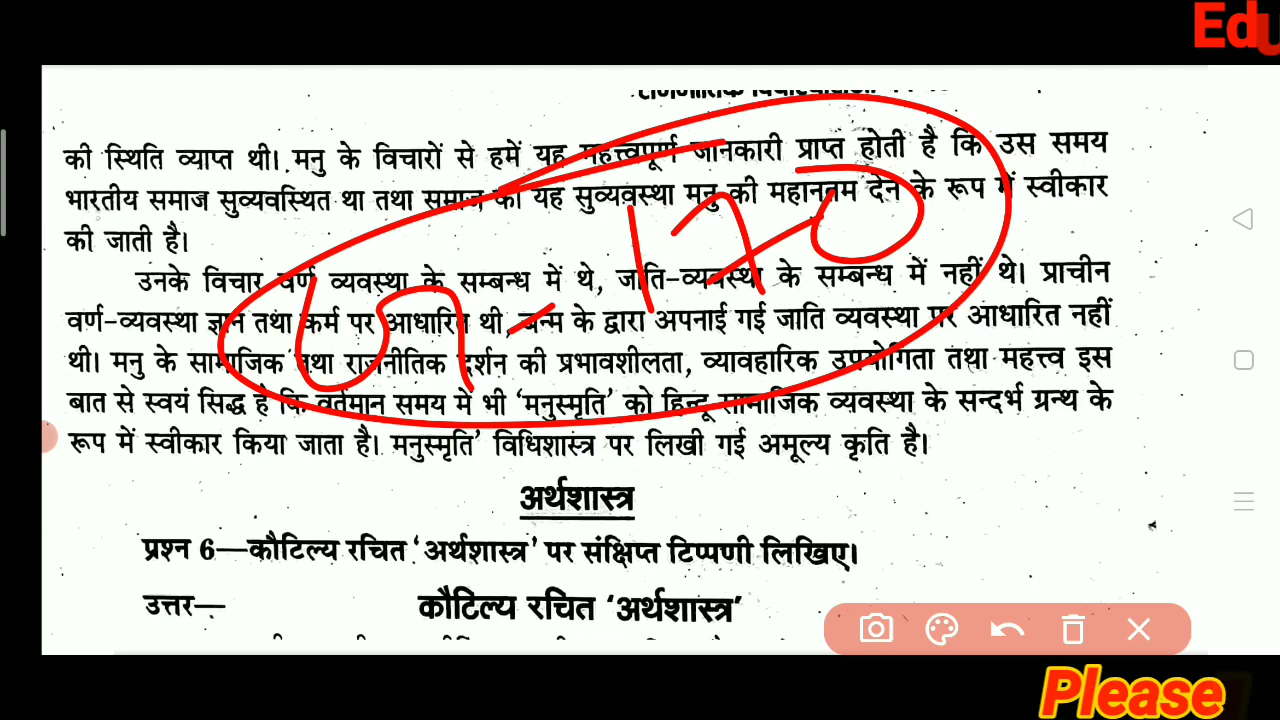 Edu
की स्थिति व्याप्त थी। मनु के विचारों से हमें यह महत्त्वपूर्ण जानकारी प्राप्त होती है कि उस समय
भारतीय समाज सुव्यवस्थित था तथा समाज को यह सुव्यवस्था मनु की महानतम देन के रूप में स्वीकार
की जाती है।
उनके विचार वर्ण व्यवस्था के सम्बन्ध में थे, जाति-व्यवस्था के सम्बन्ध में नहीं थे। प्राचीन
वर्ण-व्यवस्था ज्ञान तथा कर्म पर आधारित थी, जन्म के द्वारा अपनाई गई जाति व्यवस्था पर आधारित नहीं
थी। मनु के सामाजिक तथा राजनीतिक दर्शन की प्रभावशीलता, व्यावहारिक उपयोगिता तथा महत्त्व इस
बात से स्वयं सिद्ध है कि वर्तमान समय में भी ‘मनुस्मृति’ को हिन्दू सामाजिक व्यवस्था के सन्दर्भ ग्रन्थ के
रूप में स्वीकार किया जाता है। मनुस्मृति’ विधिशास्त्र पर लिखी गई अमूल्य कृति है।
अर्थशास्त्र
प्रश्न 6—कौटिल्य रचित ‘अर्थशास्त्र’ पर संक्षिप्त टिप्पणी लिखिए।
उत्तर— कौटिल्य रचित ‘अर्थशास्त्र’
Please